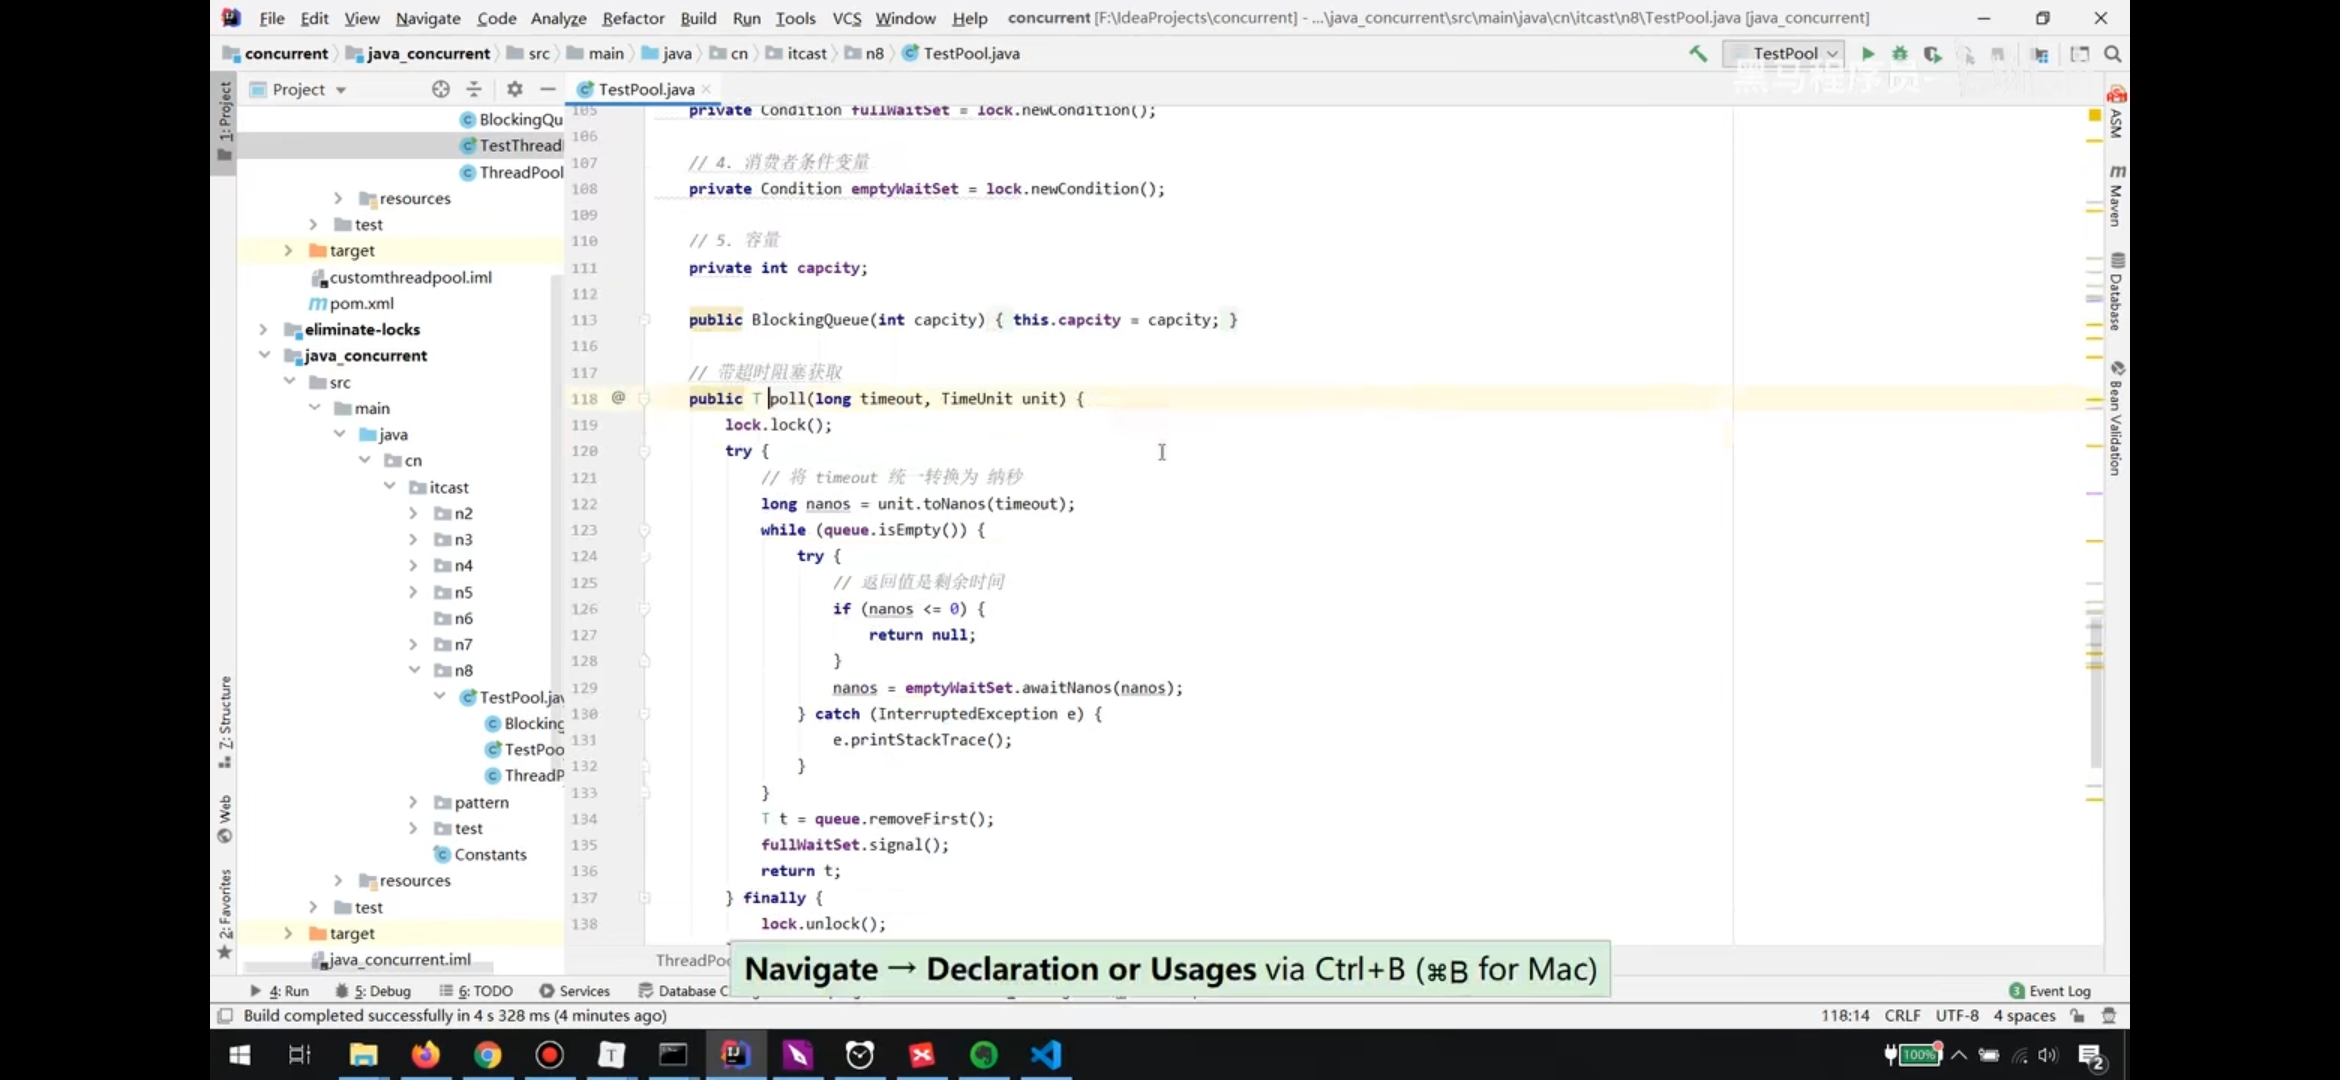 File Edit View Navigate Code Analyze Refactor Build Run Tools VCS Window Help concurrent [F:\IdeaProjects\concurrent] - ...\java_concurrent\src\main\java\cn\itcast\n8\TestPool.java [java_concurrent]
concurrent java_concurrent src main java cn itcast n8 TestPool.java TestPool
黑马程序员
Project TestPool.java
1: Project
BlockingQu
TestThread
ThreadPool
resources
test
target
customthreadpool.iml
pom.xml
eliminate-locks
java_concurrent
src
main
java
cn
itcast
n2
n3
n4
n5
n6
n7
n8
TestPool.jav
Blocking
TestPoo
ThreadP
pattern
test
Constants
resources
test
target
java_concurrent.iml
Z: Structure
Web
2: Favorites
105 private Condition fullWaitSet = lock.newCondition();
106
107 // 4. 消费者条件变量
108 private Condition emptyWaitSet = lock.newCondition();
109
110 // 5. 容量
111 private int capcity;
112
113 public BlockingQueue(int capcity) { this.capcity = capcity; }
116
117 // 带超时阻塞获取
118 @ public T poll(long timeout, TimeUnit unit) {
119 lock.lock();
120 try {
121 // 将 timeout 统一转换为 纳秒
122 long nanos = unit.toNanos(timeout);
123 while (queue.isEmpty()) {
124 try {
125 // 返回值是剩余时间
126 if (nanos <= 0) {
127 return null;
128 }
129 nanos = emptyWaitSet.awaitNanos(nanos);
130 } catch (InterruptedException e) {
131 e.printStackTrace();
132 }
133 }
134 T t = queue.removeFirst();
135 fullWaitSet.signal();
136 return t;
137 } finally {
138 lock.unlock();
ASM
Maven
Database
Bean Validation
ThreadPoo
Navigate → Declaration or Usages via Ctrl+B (⌘B for Mac)
4: Run 5: Debug 6: TODO Services Database C 3 Event Log
Build completed successfully in 4 s 328 ms (4 minutes ago) 118:14 CRLF UTF-8 4 spaces
100% 2